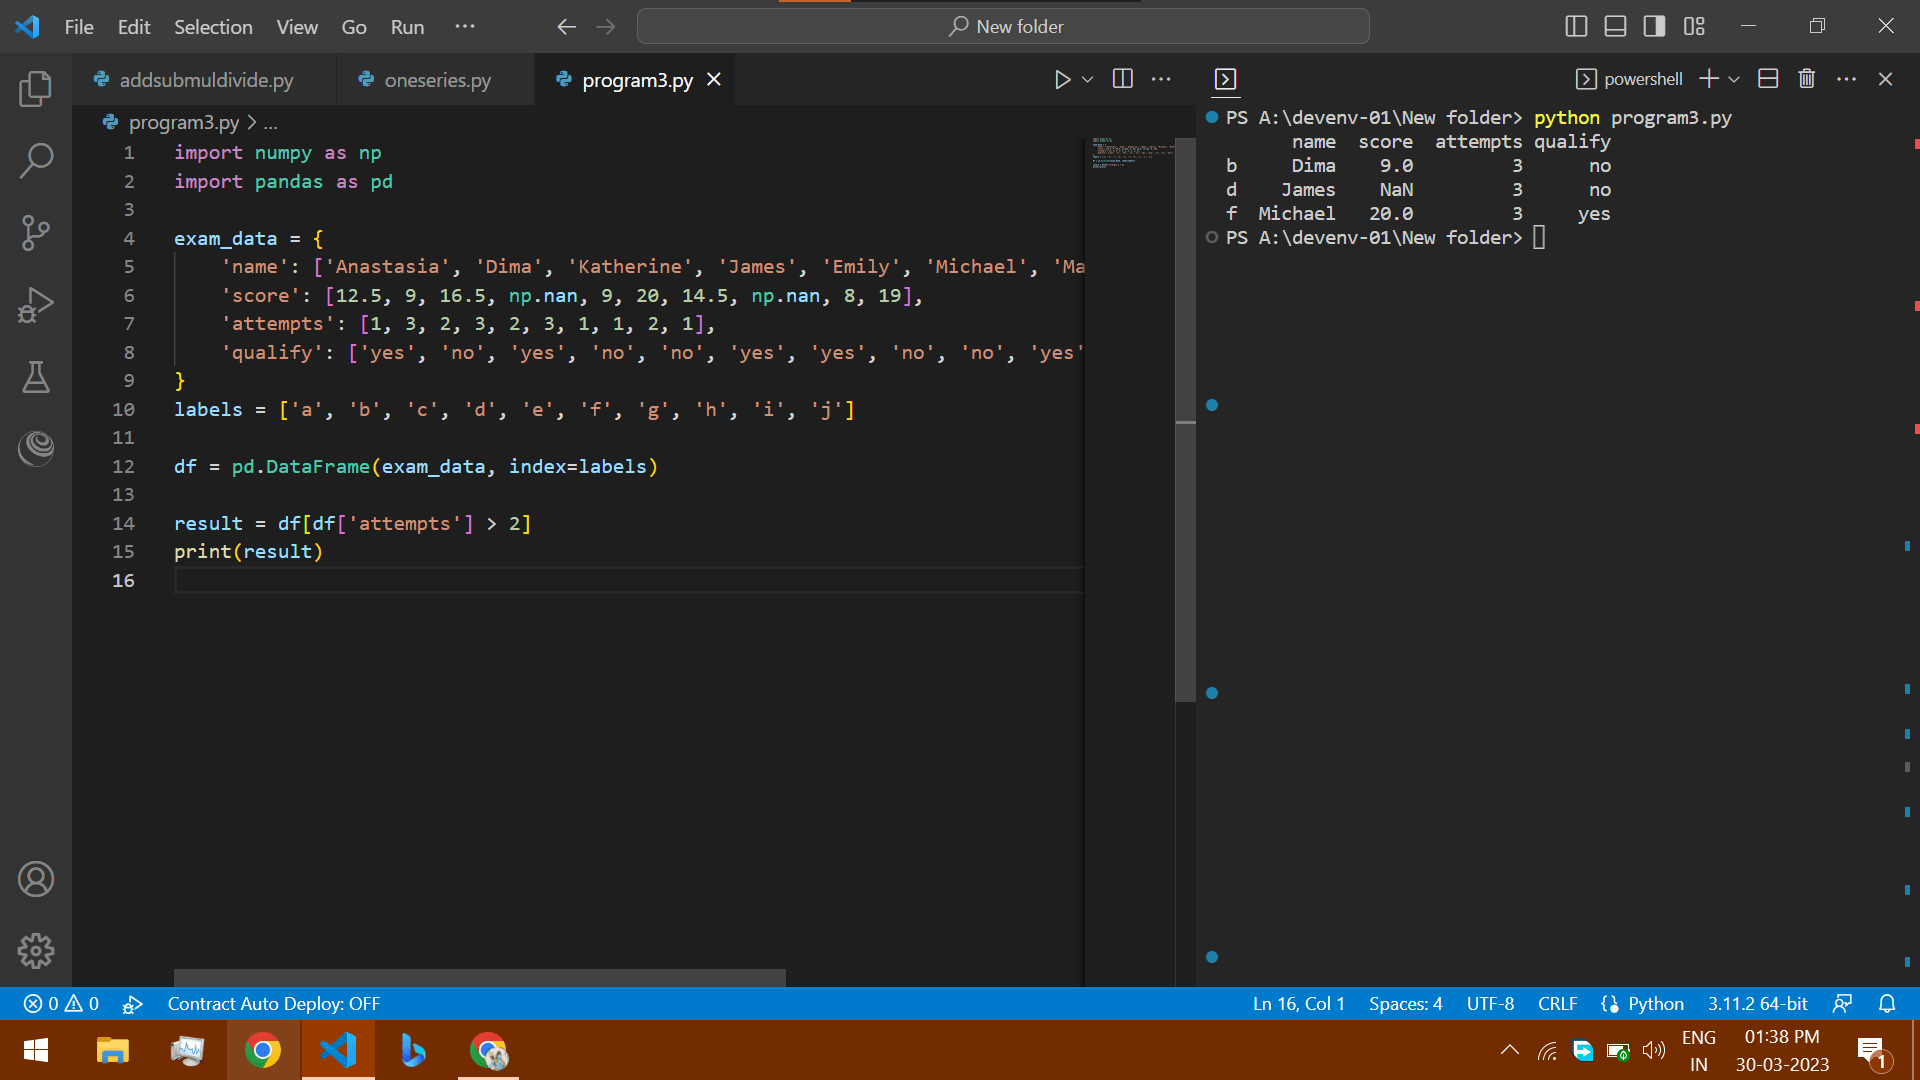 File Edit Selection View Go Run ··· New folder
addsubmuldivide.py oneseries.py program3.py
program3.py > ...
1 import numpy as np
2 import pandas as pd
3
4 exam_data = {
5     'name': ['Anastasia', 'Dima', 'Katherine', 'James', 'Emily', 'Michael', 'Ma
6     'score': [12.5, 9, 16.5, np.nan, 9, 20, 14.5, np.nan, 8, 19],
7     'attempts': [1, 3, 2, 3, 2, 3, 1, 1, 2, 1],
8     'qualify': ['yes', 'no', 'yes', 'no', 'no', 'yes', 'yes', 'no', 'no', 'yes'
9 }
10 labels = ['a', 'b', 'c', 'd', 'e', 'f', 'g', 'h', 'i', 'j']
11
12 df = pd.DataFrame(exam_data, index=labels)
13
14 result = df[df['attempts'] > 2]
15 print(result)
16
powershell
PS A:\devenv-01\New folder> python program3.py
      name  score  attempts qualify
b     Dima    9.0         3      no
d    James    NaN         3      no
f  Michael   20.0         3     yes
PS A:\devenv-01\New folder>
0 0 Contract Auto Deploy: OFF Ln 16, Col 1 Spaces: 4 UTF-8 CRLF Python 3.11.2 64-bit
ENG 01:38 PM
IN 30-03-2023 1